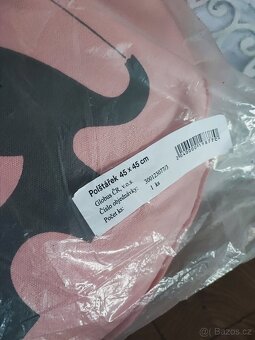 Polštářek 45 x 45 cm
Globus ČR, v.o.s.
Číslo objednávky:
Počet ks: 1 ks
© Bazos.cz